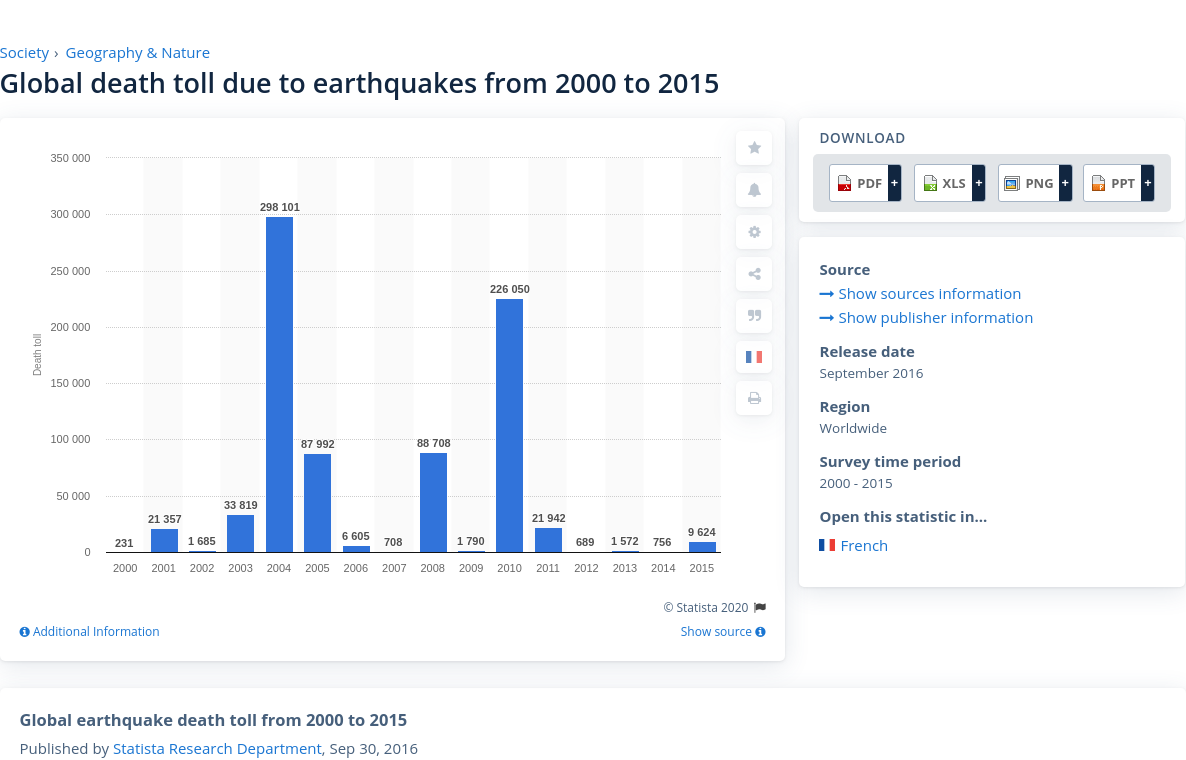 Society › Geography & Nature
Global death toll due to earthquakes from 2000 to 2015
350 000
300 000
250 000
200 000
150 000
100 000
50 000
0
Death toll
231
21 357
1 685
33 819
298 101
87 992
6 605
708
88 708
1 790
226 050
21 942
689
1 572
756
9 624
2000 2001 2002 2003 2004 2005 2006 2007 2008 2009 2010 2011 2012 2013 2014 2015
© Statista 2020
Additional Information
Show source
DOWNLOAD
PDF + XLS + PNG + PPT +
Source
Show sources information
Show publisher information
Release date
September 2016
Region
Worldwide
Survey time period
2000 - 2015
Open this statistic in...
French
Global earthquake death toll from 2000 to 2015
Published by Statista Research Department, Sep 30, 2016